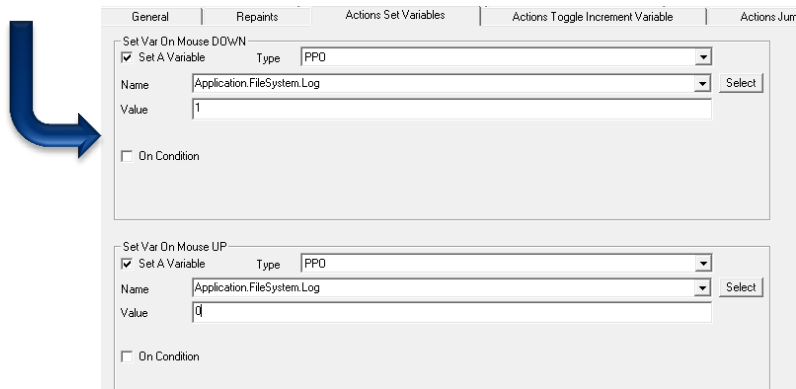 General Repaints Actions Set Variables Actions Toggle Increment Variable Actions Jum
Set Var On Mouse DOWN
Set A Variable Type PPO
Name Application.FileSystem.Log Select
Value 1
On Condition
Set Var On Mouse UP
Set A Variable Type PPO
Name Application.FileSystem.Log Select
Value 0
On Condition